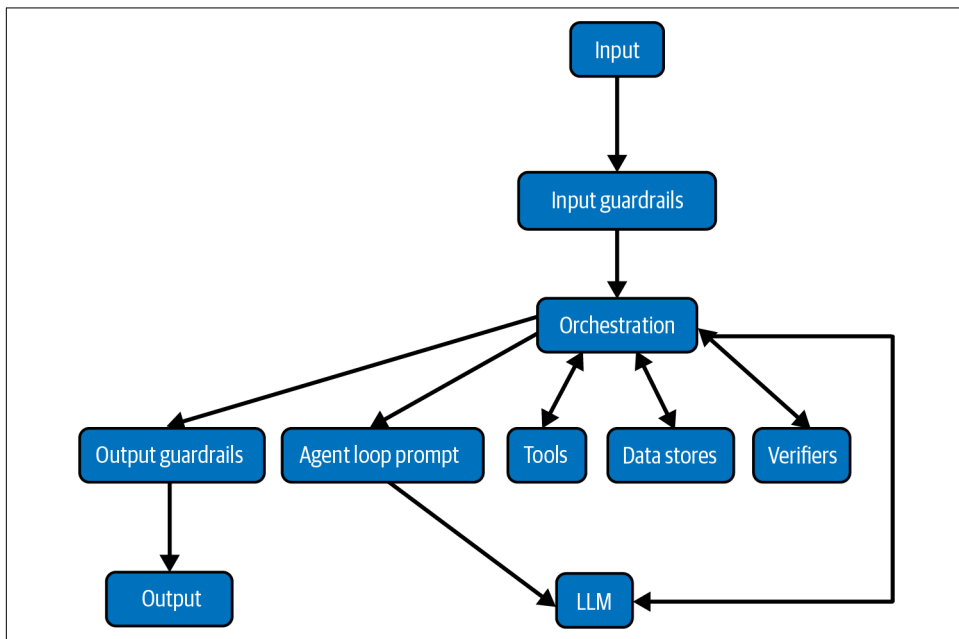 Input
Input guardrails
Orchestration
Output guardrails
Agent loop prompt
Tools
Data stores
Verifiers
Output
LLM